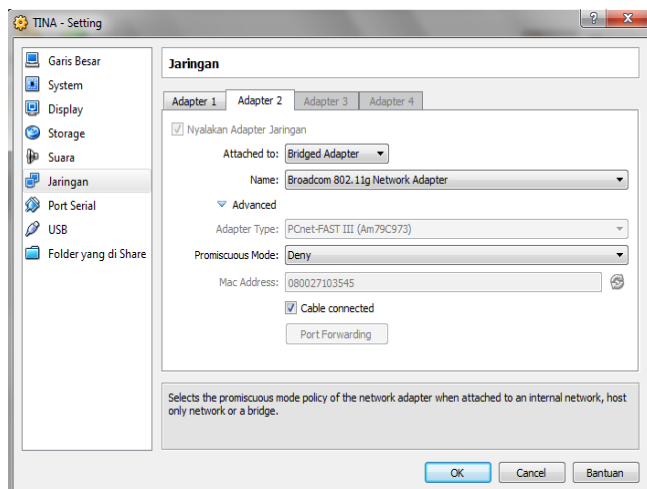 TINA - Setting
Garis Besar
System
Display
Storage
Suara
Jaringan
Port Serial
USB
Folder yang di Share
Jaringan
Adapter 1 Adapter 2 Adapter 3 Adapter 4
Nyalakan Adapter Jaringan
Attached to: Bridged Adapter
Name: Broadcom 802.11g Network Adapter
Advanced
Adapter Type: PCnet-FAST III (Am79C973)
Promiscuous Mode: Deny
Mac Address: 080027103545
Cable connected
Port Forwarding
Selects the promiscuous mode policy of the network adapter when attached to an internal network, host
only network or a bridge.
OK Cancel Bantuan